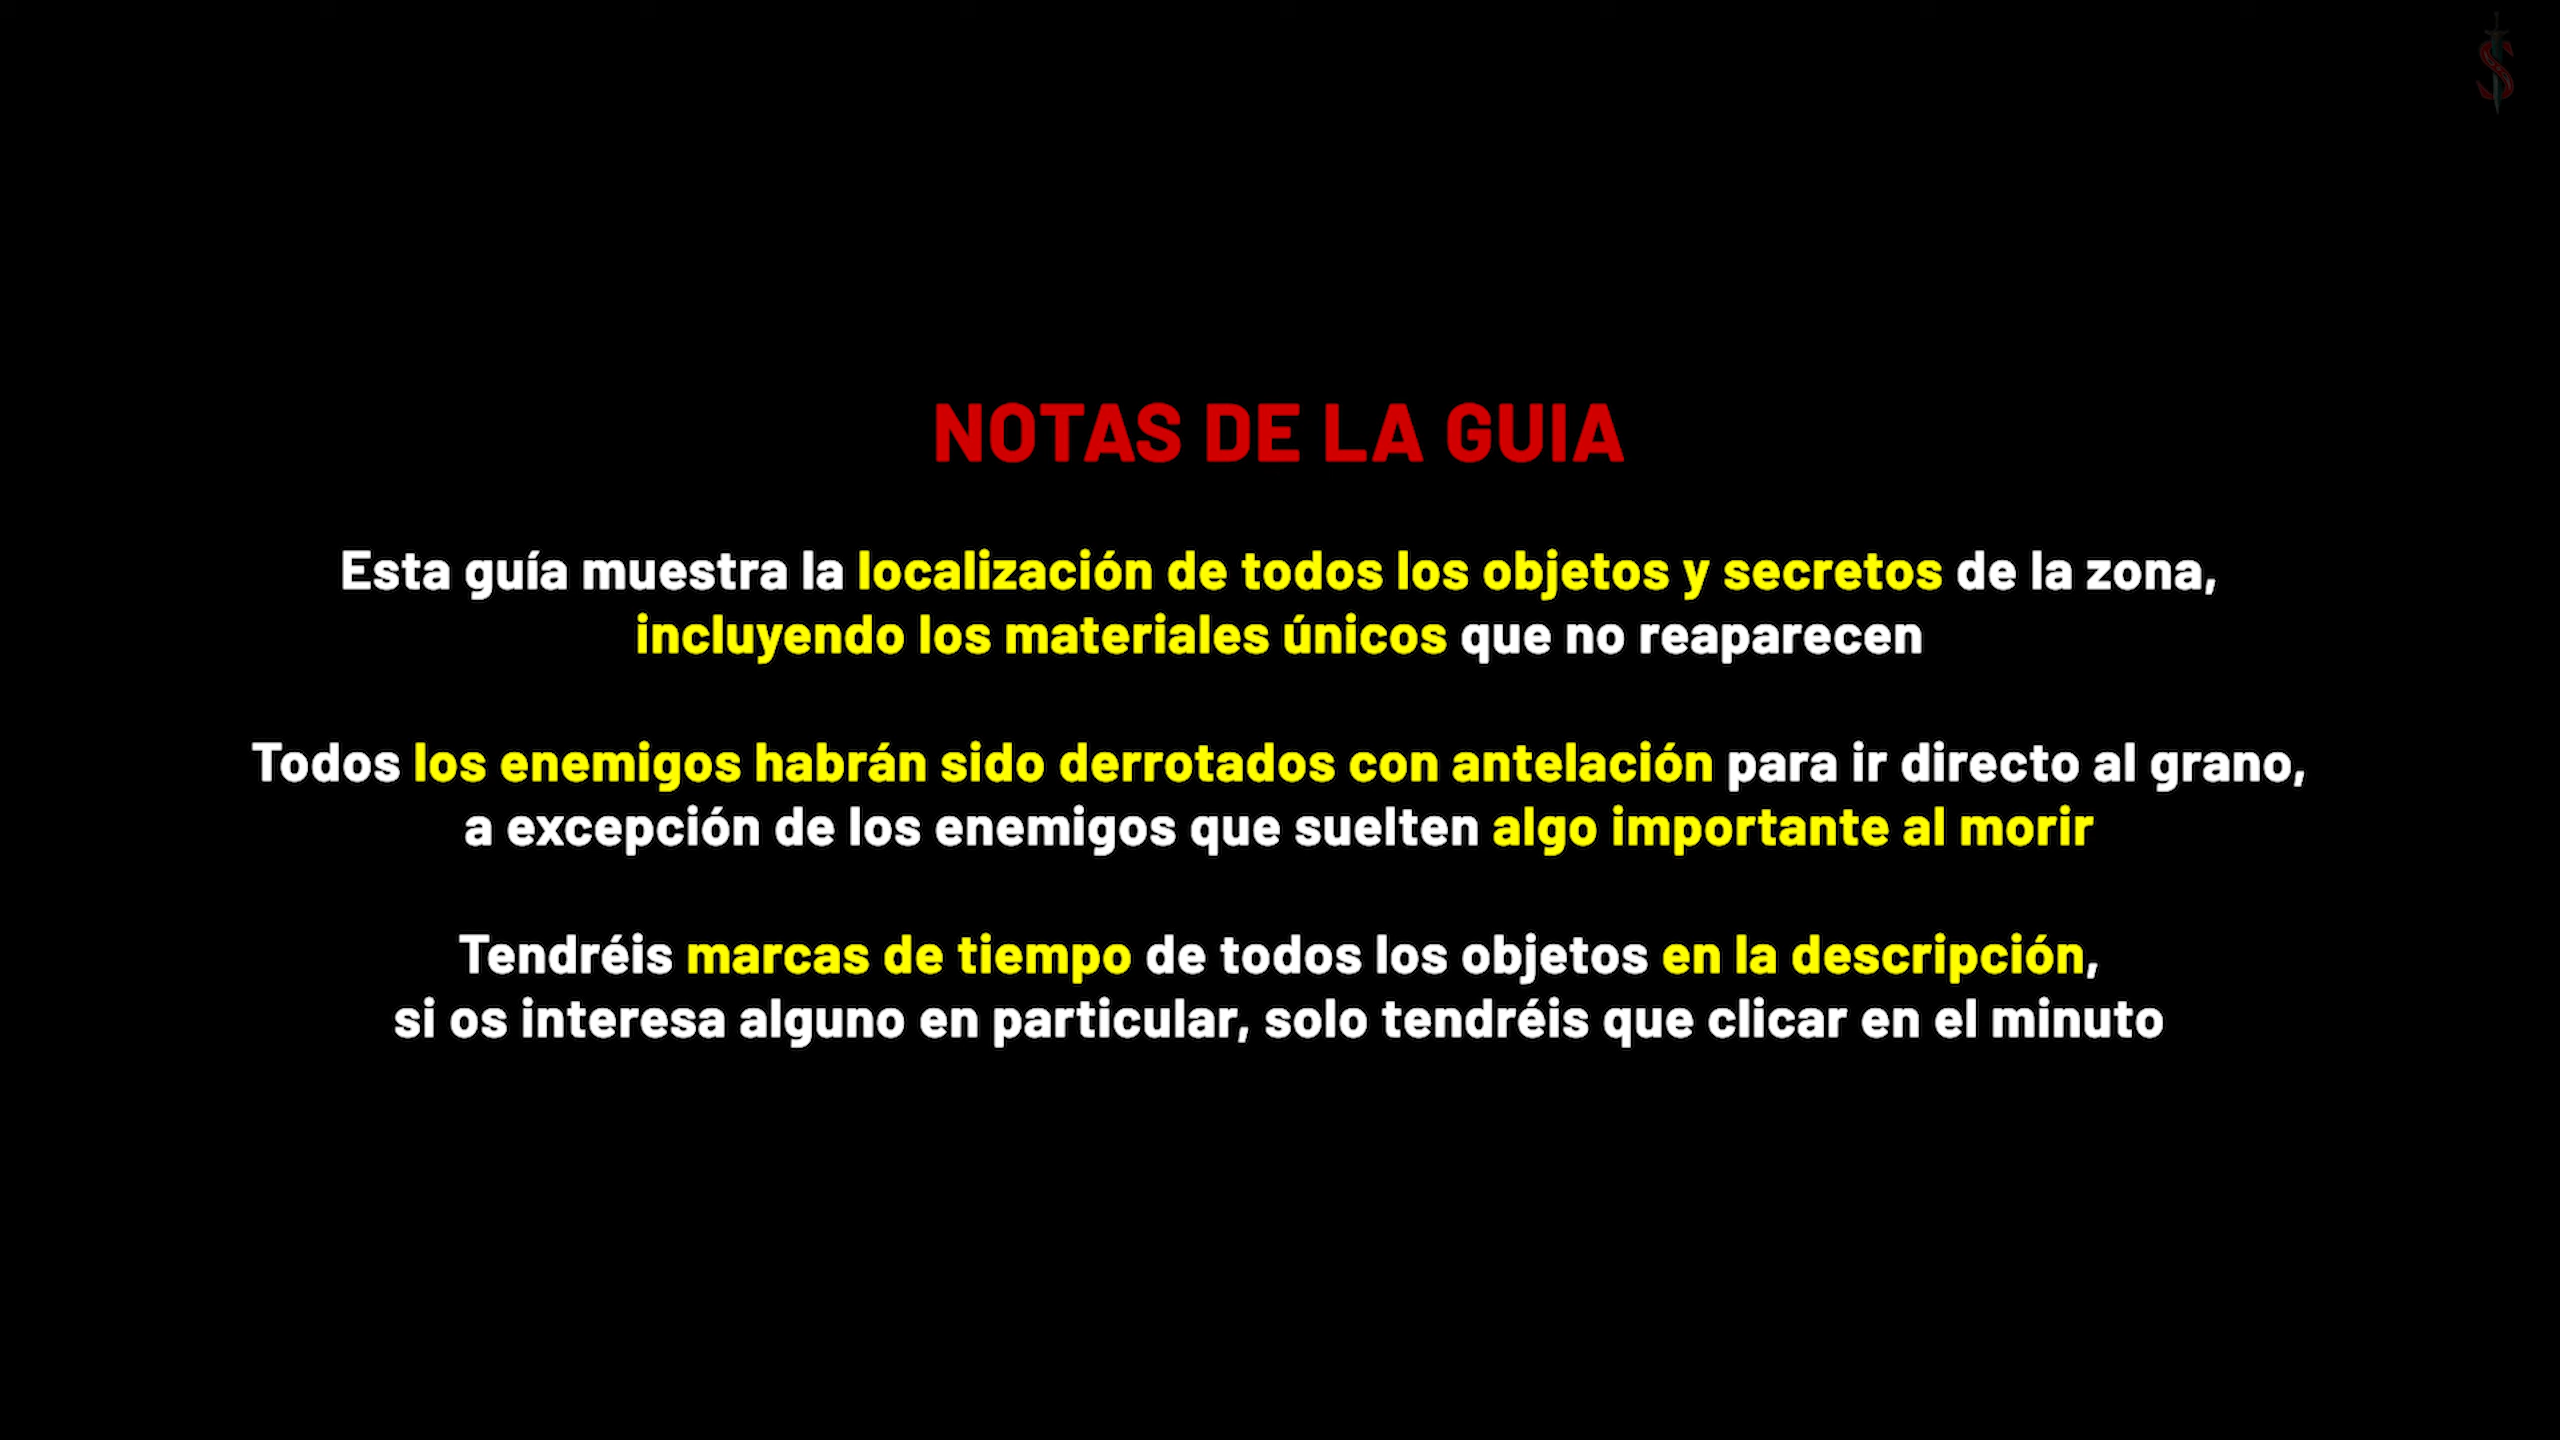 NOTAS DE LA GUIA
Esta guía muestra la localización de todos los objetos y secretos de la zona,
incluyendo los materiales únicos que no reaparecen
Todos los enemigos habrán sido derrotados con antelación para ir directo al grano,
a excepción de los enemigos que suelten algo importante al morir
Tendréis marcas de tiempo de todos los objetos en la descripción,
si os interesa alguno en particular, solo tendréis que clicar en el minuto